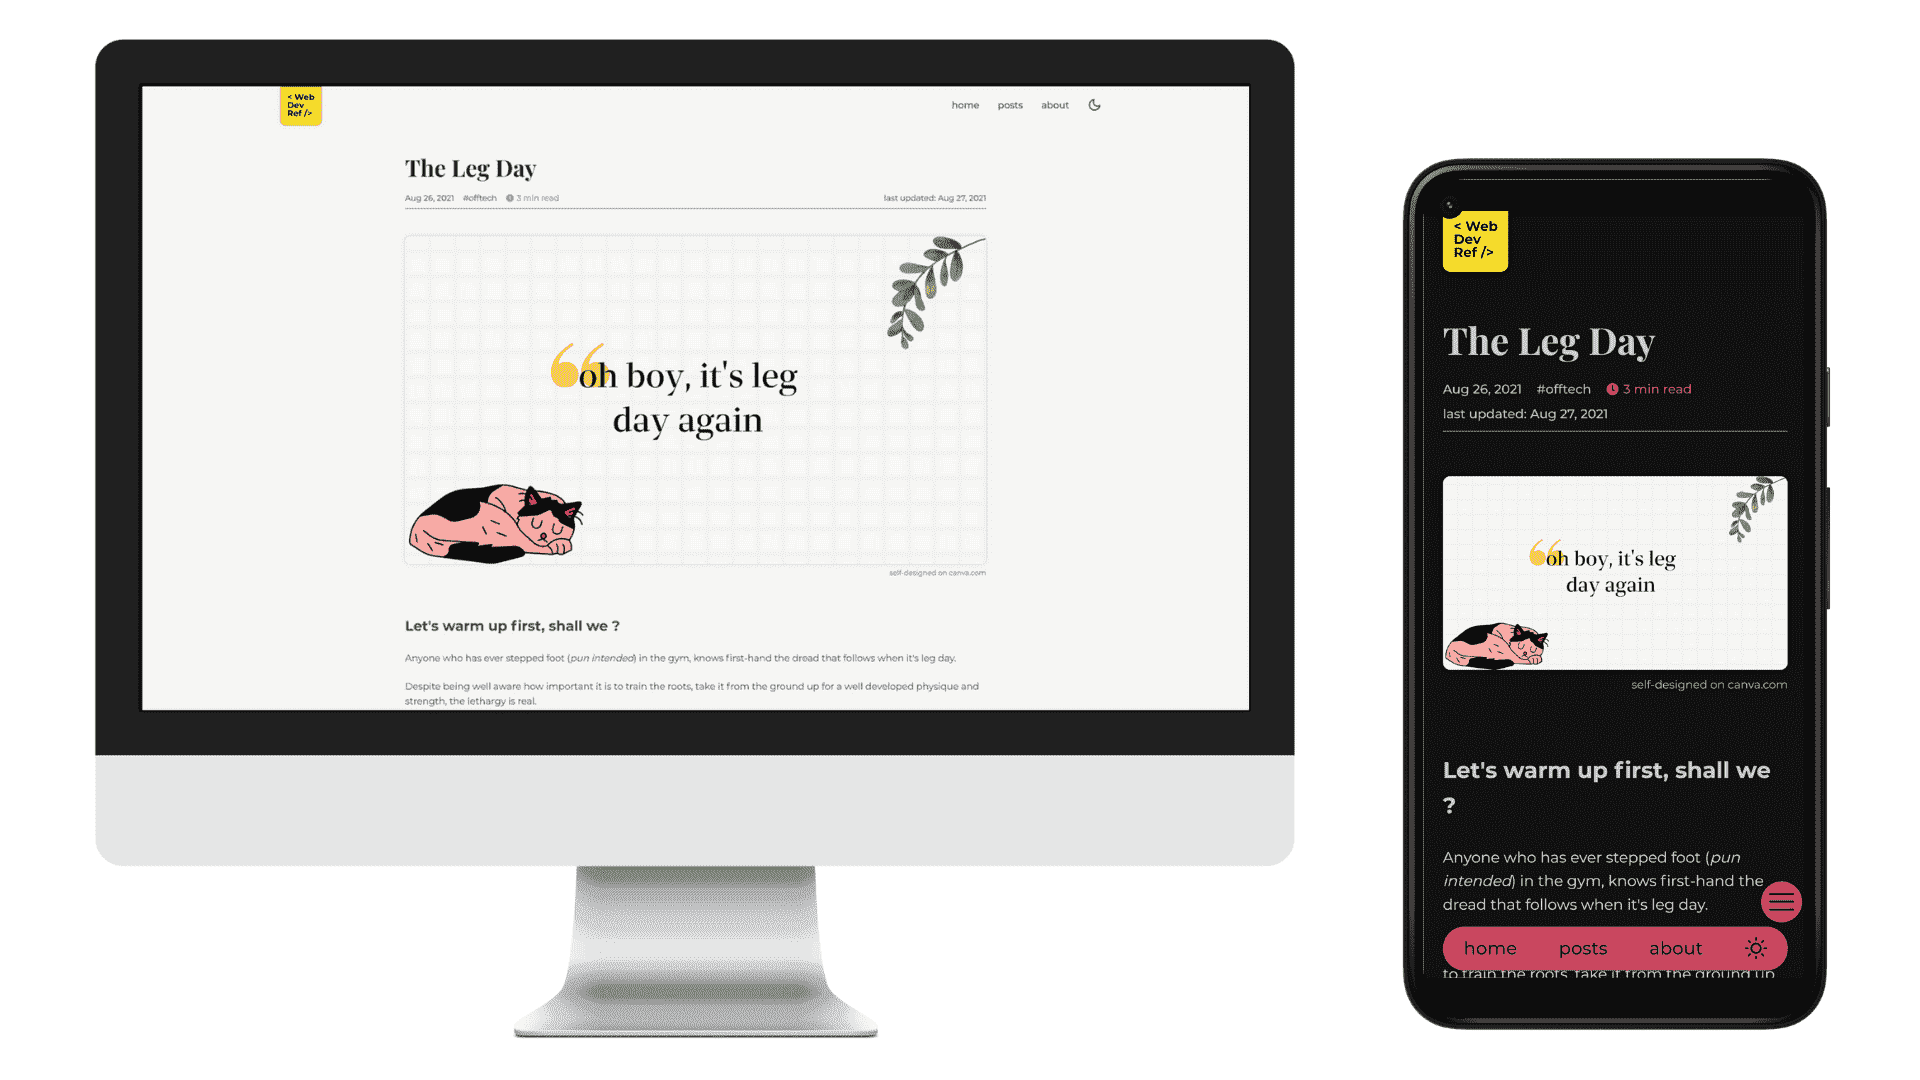 < Web
Dev
Ref />
home posts about
The Leg Day
Aug 26, 2021 #offtech 3 min read last updated: Aug 27, 2021
“oh boy, it's leg
day again
self-designed on canva.com
Let's warm up first, shall we ?
Anyone who has ever stepped foot (pun intended) in the gym, knows first-hand the dread that follows when it's leg day.
Despite being well aware how important it is to train the roots, take it from the ground up for a well developed physique and
strength, the lethargy is real.
< Web
Dev
Ref />
The Leg Day
Aug 26, 2021 #offtech 3 min read
last updated: Aug 27, 2021
“oh boy, it's leg
day again
self-designed on canva.com
Let's warm up first, shall we
?
Anyone who has ever stepped foot (pun
intended) in the gym, knows first-hand the
dread that follows when it's leg day.
home posts about
to train the roots, take it from the ground up